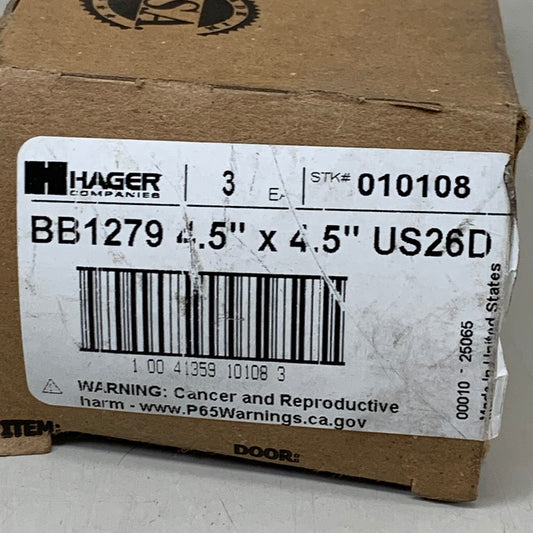 USA
HAGER
COMPANIES
3 EA
STK# 010108
BB1279 4.5" x 4.5" US26D
1 00 41359 10108 3
WARNING: Cancer and Reproductive
harm - www.P65Warnings.ca.gov
00010 - 25065
Made in United States
ITEM:
DOOR: